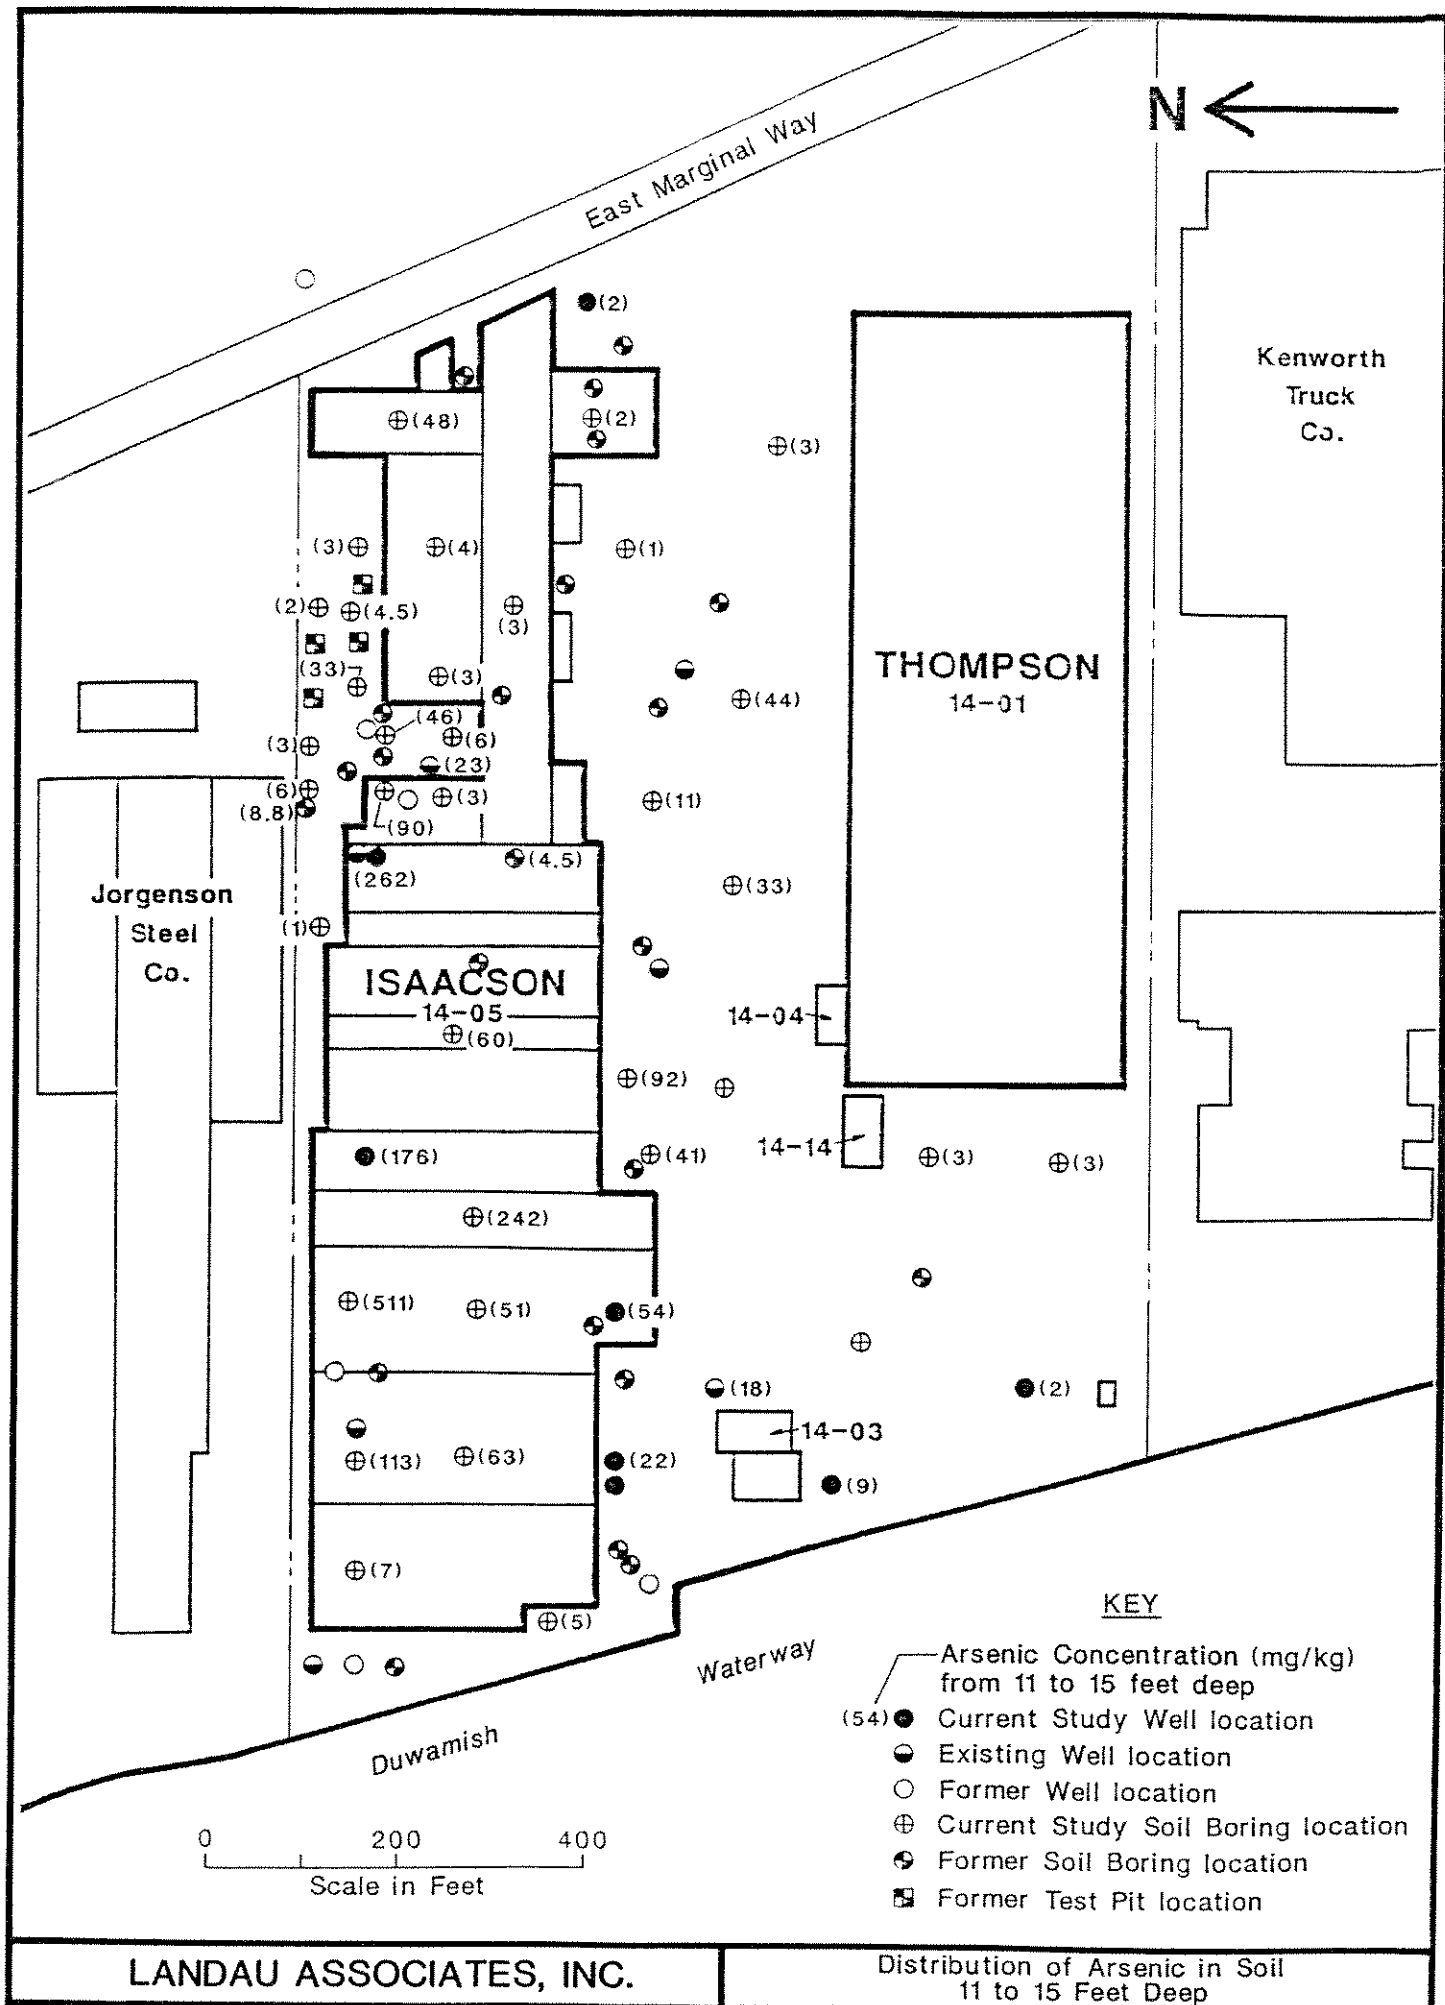 N
East Marginal Way
(2)
Kenworth
Truck
Co.
(48)
(2)
(3)
(3)
(4)
(1)
(2)
(4.5)
(3)
(33)
(3)
THOMPSON
14-01
(44)
(46)
(3)
(6)
(23)
(6)
(3)
(11)
(8.8)
(90)
(4.5)
(262)
(33)
Jorgenson
Steel
Co.
(1)
ISAACSON
14-05
14-04
(60)
(92)
14-14
(176)
(41)
(3)
(3)
(242)
(511)
(51)
(54)
(18)
(2)
14-03
(113)
(63)
(22)
(9)
(7)
(5)
KEY
Waterway
Arsenic Concentration (mg/kg)
from 11 to 15 feet deep
(54) Current Study Well location
Duwamish
Existing Well location
Former Well location
Current Study Soil Boring location
Former Soil Boring location
Former Test Pit location
0 200 400
Scale in Feet
LANDAU ASSOCIATES, INC.
Distribution of Arsenic in Soil
11 to 15 Feet Deep